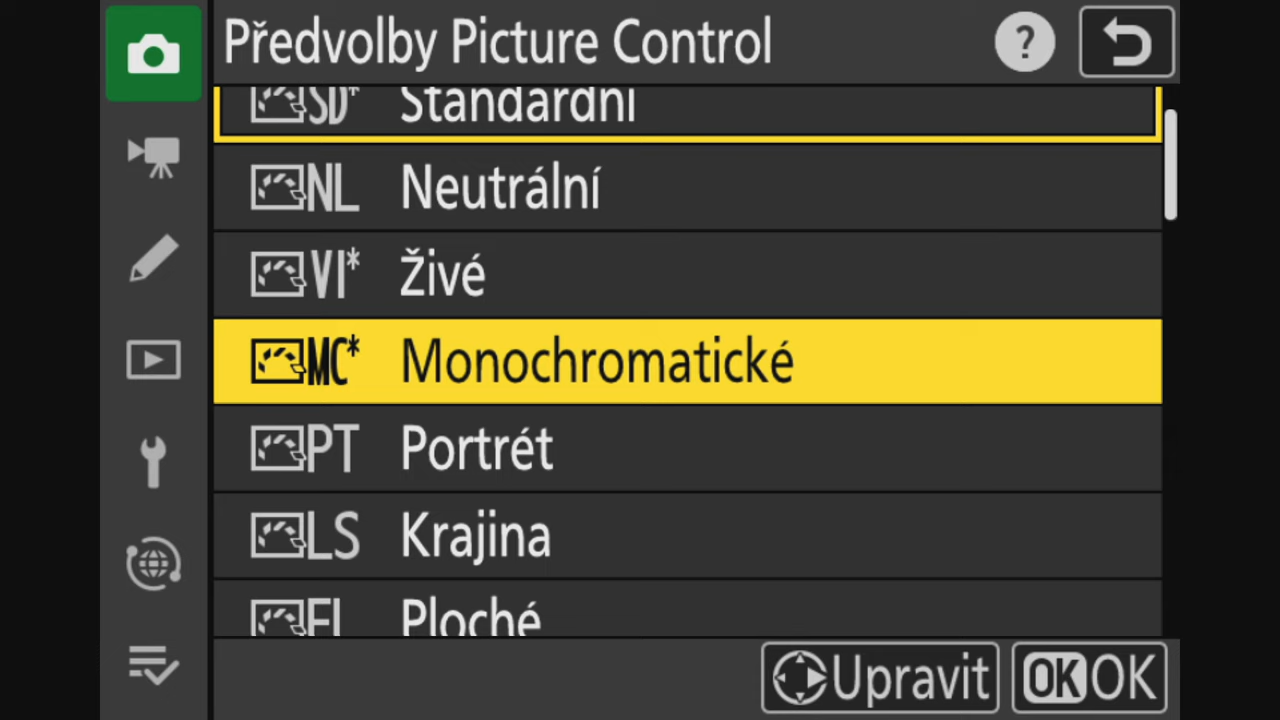 Předvolby Picture Control ?
SD* Standardní
NL Neutrální
VI* Živé
MC* Monochromatické
PT Portrét
LS Krajina
FL Ploché
Upravit OK OK